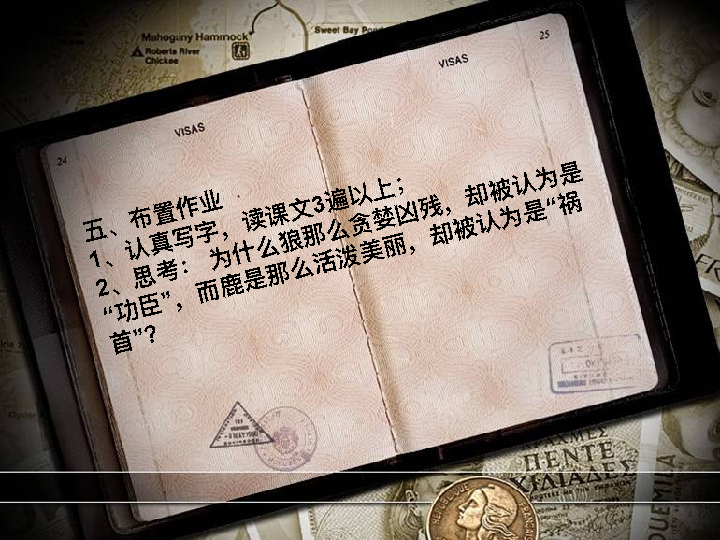 Mahogany Hammock
Roberts River
Chickee
Sweet Bay Pond
24
VISAS
VISAS
25
五、布置作业
1、认真写字，读课文3遍以上；
2、思考： 为什么狼那么贪婪凶残，却被认为是
“功臣”，而鹿是那么活泼美丽，却被认为是“祸
首”？
ΠΕΝΤΕ
ΧΙΛΙΑΔΕΣ